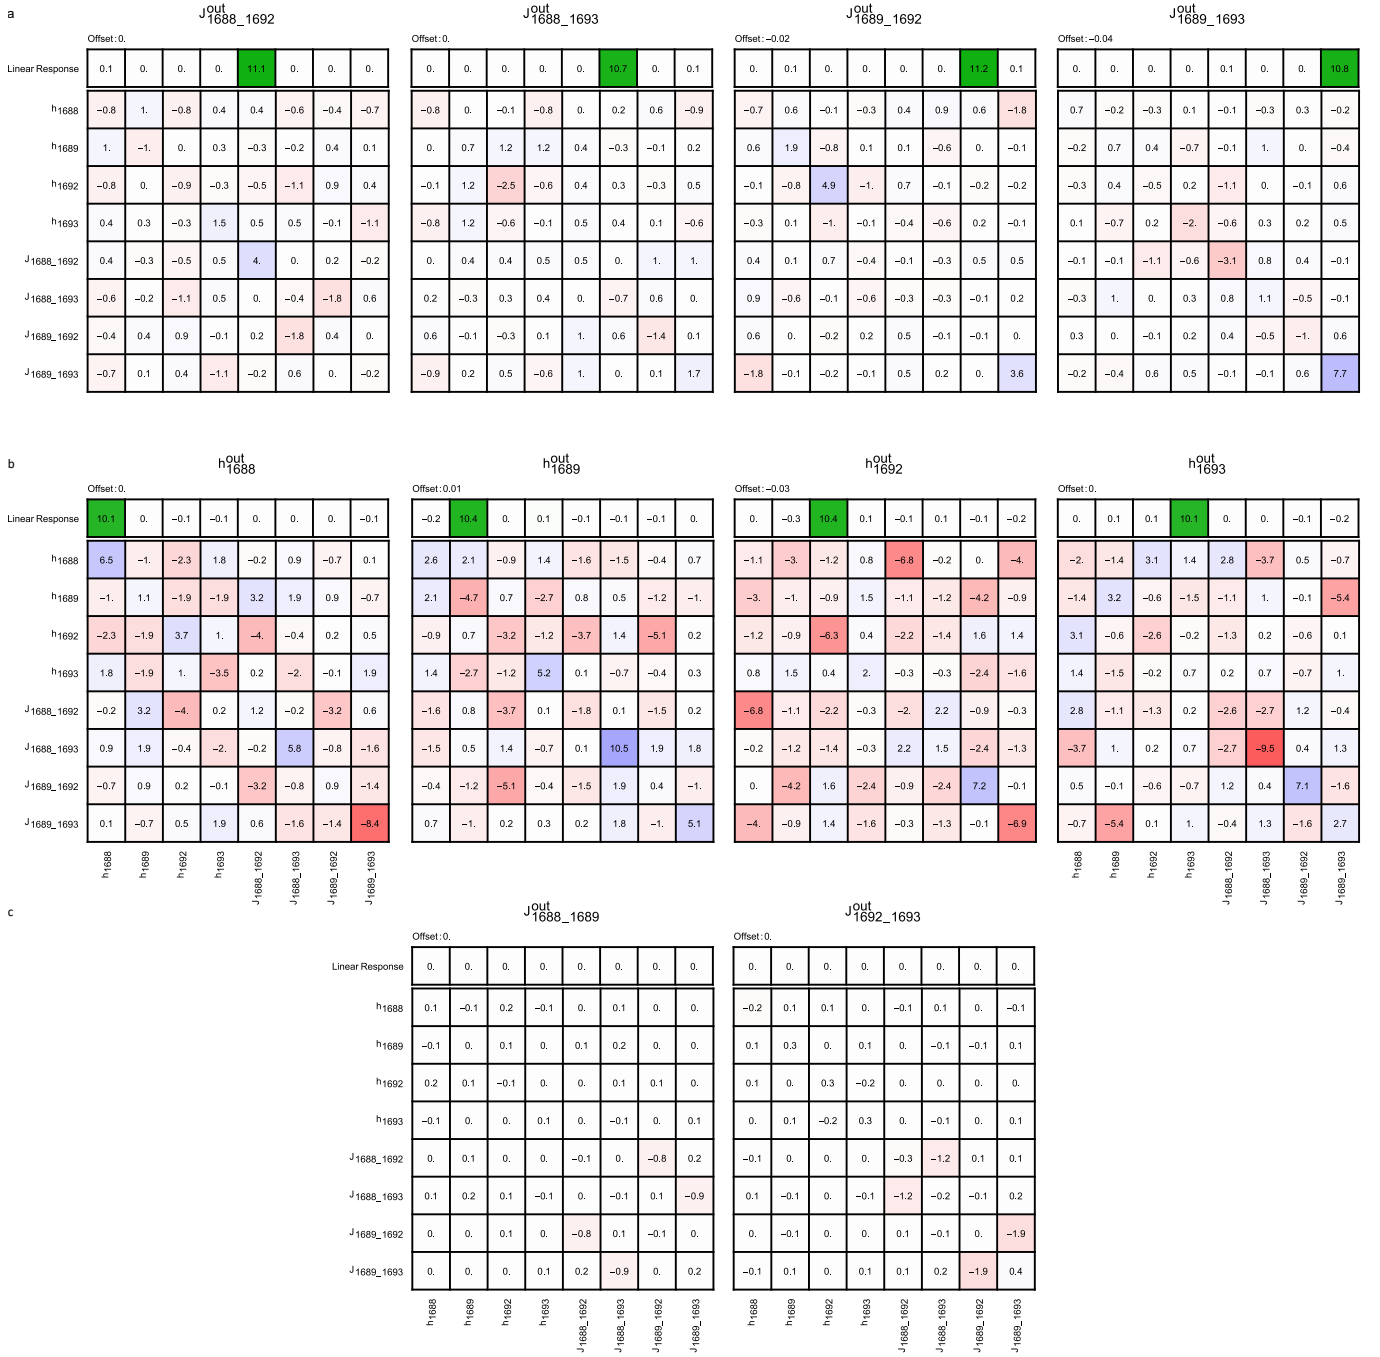 a
J^out_1688_1692 J^out_1688_1693 J^out_1689_1692 J^out_1689_1693
Offset: 0. Offset: 0. Offset: −0.02 Offset: −0.04
Linear Response 0.1 0. 0. 0. 11.1 0. 0. 0. 0. 0. 0. 0. 0. 10.7 0. 0.1 0. 0.1 0. 0. 0. 0. 11.2 0.1 0. 0. 0. 0. 0. 0. 0. 10.8
h1688 −0.8 1. −0.8 0.4 0.4 −0.6 −0.4 −0.7 −0.8 0. −0.1 −0.8 0. 0.2 0.6 −0.9 −0.7 0.6 −0.1 −0.3 0.4 0.9 0.6 −1.8 0.7 −0.2 −0.3 0.1 −0.1 −0.3 0.3 −0.2
h1689 1. −1. 0. 0.3 −0.3 −0.2 0.4 0.1 0. 0.7 1.2 1.2 0.4 −0.3 −0.1 0.2 0.6 1.9 −0.8 0.1 0.1 −0.6 0. −0.1 −0.2 0.7 0.4 −0.7 −0.1 1. 0. −0.4
h1692 −0.8 0. −0.9 −0.3 −0.5 −1.1 0.9 0.4 −0.1 1.2 −2.5 −0.6 0.4 0.3 −0.3 0.5 −0.1 −0.8 4.9 −1. 0.7 −0.1 −0.2 −0.2 −0.3 0.4 −0.5 0.2 −1.1 0. −0.1 0.6
h1693 0.4 0.3 −0.3 1.5 0.5 0.5 −0.1 −1.1 −0.8 1.2 −0.6 −0.1 0.5 0.4 0.1 −0.6 −0.3 0.1 −1. −0.1 −0.4 −0.6 0.2 −0.1 0.1 −0.7 0.2 −2. −0.6 0.3 0.2 0.5
J1688_1692 0.4 −0.3 −0.5 0.5 4. 0. 0.2 −0.2 0. 0.4 0.4 0.5 0.5 0. 1. 1. 0.4 0.1 0.7 −0.4 −0.1 −0.3 0.5 0.5 −0.1 −0.1 −1.1 −0.6 −3.1 0.8 0.4 −0.1
J1688_1693 −0.6 −0.2 −1.1 0.5 0. −0.4 −1.8 0.6 0.2 −0.3 0.3 0.4 0. −0.7 0.6 0. 0.9 −0.6 −0.1 −0.6 −0.3 −0.3 −0.1 0.2 −0.3 1. 0. 0.3 0.8 1.1 −0.5 −0.1
J1689_1692 −0.4 0.4 0.9 −0.1 0.2 −1.8 0.4 0. 0.6 −0.1 −0.3 0.1 1. 0.6 −1.4 0.1 0.6 0. −0.2 0.2 0.5 −0.1 −0.1 0. 0.3 0. −0.1 0.2 0.4 −0.5 −1. 0.6
J1689_1693 −0.7 0.1 0.4 −1.1 −0.2 0.6 0. −0.2 −0.9 0.2 0.5 −0.6 1. 0. 0.1 1.7 −1.8 −0.1 −0.2 −0.1 0.5 0.2 0. 3.6 −0.2 −0.4 0.6 0.5 −0.1 −0.1 0.6 7.7
b
h^out_1688 h^out_1689 h^out_1692 h^out_1693
Offset: 0. Offset: 0.01 Offset: −0.03 Offset: 0.
Linear Response 10.1 0. −0.1 −0.1 0. 0. 0. −0.1 −0.2 10.4 0. 0.1 −0.1 −0.1 −0.1 0. 0. −0.3 10.4 0.1 −0.1 0.1 −0.1 −0.2 0. 0.1 0.1 10.1 0. 0. −0.1 −0.2
h1688 6.5 −1. −2.3 1.8 −0.2 0.9 −0.7 0.1 2.6 2.1 −0.9 1.4 −1.6 −1.5 −0.4 0.7 −1.1 −3. −1.2 0.8 −6.8 −0.2 0. −4. −2. −1.4 3.1 1.4 2.8 −3.7 0.5 −0.7
h1689 −1. 1.1 −1.9 −1.9 3.2 1.9 0.9 −0.7 2.1 −4.7 0.7 −2.7 0.8 0.5 −1.2 −1. −3. −1. −0.9 1.5 −1.1 −1.2 −4.2 −0.9 −1.4 3.2 −0.6 −1.5 −1.1 1. −0.1 −5.4
h1692 −2.3 −1.9 3.7 1. −4. −0.4 0.2 0.5 −0.9 0.7 −3.2 −1.2 −3.7 1.4 −5.1 0.2 −1.2 −0.9 −6.3 0.4 −2.2 −1.4 1.6 1.4 3.1 −0.6 −2.6 −0.2 −1.3 0.2 −0.6 0.1
h1693 1.8 −1.9 1. −3.5 0.2 −2. −0.1 1.9 1.4 −2.7 −1.2 5.2 0.1 −0.7 −0.4 0.3 0.8 1.5 0.4 2. −0.3 −0.3 −2.4 −1.6 1.4 −1.5 −0.2 0.7 0.2 0.7 −0.7 1.
J1688_1692 −0.2 3.2 −4. 0.2 1.2 −0.2 −3.2 0.6 −1.6 0.8 −3.7 0.1 −1.8 0.1 −1.5 0.2 −6.8 −1.1 −2.2 −0.3 −2. 2.2 −0.9 −0.3 2.8 −1.1 −1.3 0.2 −2.6 −2.7 1.2 −0.4
J1688_1693 0.9 1.9 −0.4 −2. −0.2 5.8 −0.8 −1.6 −1.5 0.5 1.4 −0.7 0.1 10.5 1.9 1.8 −0.2 −1.2 −1.4 −0.3 2.2 1.5 −2.4 −1.3 −3.7 1. 0.2 0.7 −2.7 −9.5 0.4 1.3
J1689_1692 −0.7 0.9 0.2 −0.1 −3.2 −0.8 0.9 −1.4 −0.4 −1.2 −5.1 −0.4 −1.5 1.9 0.4 −1. 0. −4.2 1.6 −2.4 −0.9 −2.4 7.2 −0.1 0.5 −0.1 −0.6 −0.7 1.2 0.4 7.1 −1.6
J1689_1693 0.1 −0.7 0.5 1.9 0.6 −1.6 −1.4 −8.4 0.7 −1. 0.2 0.3 0.2 1.8 −1. 5.1 −4. −0.9 1.4 −1.6 −0.3 −1.3 −0.1 −6.9 −0.7 −5.4 0.1 1. −0.4 1.3 −1.6 2.7
h1688 h1689 h1692 h1693 J1688_1692 J1688_1693 J1689_1692 J1689_1693 h1688 h1689 h1692 h1693 J1688_1692 J1688_1693 J1689_1692 J1689_1693
c
J^out_1688_1689 J^out_1692_1693
Offset: 0. Offset: 0.
Linear Response 0. 0. 0. 0. 0. 0. 0. 0. 0. 0. 0. 0. 0. 0. 0. 0.
h1688 0.1 −0.1 0.2 −0.1 0. 0.1 0. 0. −0.2 0.1 0.1 0. −0.1 0.1 0. −0.1
h1689 −0.1 0. 0.1 0. 0.1 0.2 0. 0. 0.1 0.3 0. 0.1 0. −0.1 −0.1 0.1
h1692 0.2 0.1 −0.1 0. 0. 0.1 0.1 0. 0.1 0. 0.3 −0.2 0. 0. 0. 0.
h1693 −0.1 0. 0. 0.1 0. −0.1 0. 0.1 0. 0.1 −0.2 0.3 0. −0.1 0. 0.1
J1688_1692 0. 0.1 0. 0. −0.1 0. −0.8 0.2 −0.1 0. 0. 0. −0.3 −1.2 0.1 0.1
J1688_1693 0.1 0.2 0.1 −0.1 0. −0.1 0.1 −0.9 0.1 −0.1 0. −0.1 −1.2 −0.2 −0.1 0.2
J1689_1692 0. 0. 0.1 0. −0.8 0.1 −0.1 0. 0. −0.1 0. 0. 0.1 −0.1 0. −1.9
J1689_1693 0. 0. 0. 0.1 0.2 −0.9 0. 0.2 −0.1 0.1 0. 0.1 0.1 0.2 −1.9 0.4
h1688 h1689 h1692 h1693 J1688_1692 J1688_1693 J1689_1692 J1689_1693 h1688 h1689 h1692 h1693 J1688_1692 J1688_1693 J1689_1692 J1689_1693